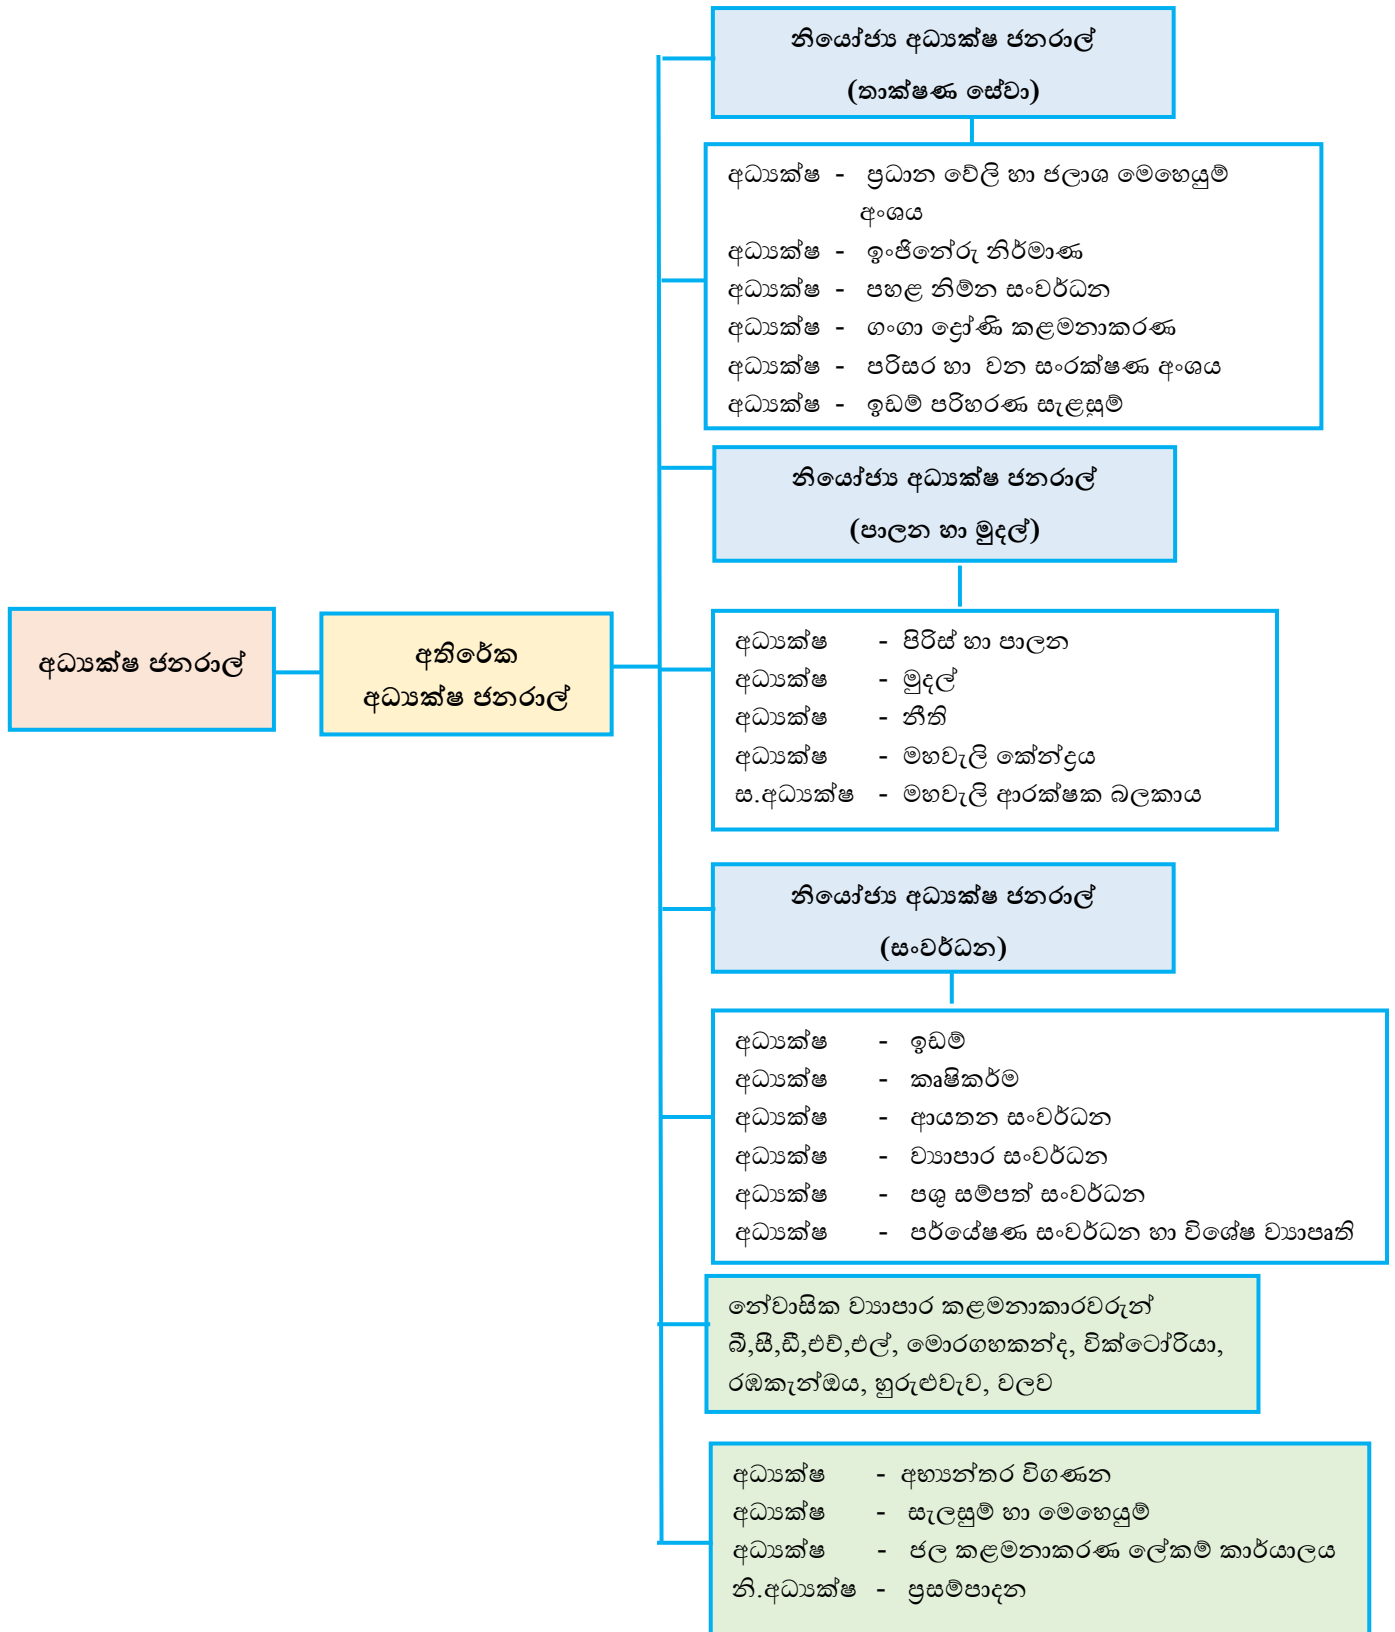 නියෝජ්‍ය අධ්‍යක්ෂ ජනරාල්
(තාක්ෂණ සේවා)
අධ්‍යක්ෂ - ප්‍රධාන වේලි හා ජලාශ මෙහෙයුම්
අංශය
අධ්‍යක්ෂ - ඉංජිනේරු නිර්මාණ
අධ්‍යක්ෂ - පහළ නිම්න සංවර්ධන
අධ්‍යක්ෂ - ගංගා ද්‍රෝණි කළමනාකරණ
අධ්‍යක්ෂ - පරිසර හා වන සංරක්ෂණ අංශය
අධ්‍යක්ෂ - ඉඩම් පරිහරණ සැළසුම්
නියෝජ්‍ය අධ්‍යක්ෂ ජනරාල්
(පාලන හා මුදල්)
අධ්‍යක්ෂ ජනරාල්
අතිරේක
අධ්‍යක්ෂ ජනරාල්
අධ්‍යක්ෂ - පිරිස් හා පාලන
අධ්‍යක්ෂ - මුදල්
අධ්‍යක්ෂ - නීති
අධ්‍යක්ෂ - මහවැලි කේන්ද්‍රය
ස.අධ්‍යක්ෂ - මහවැලි ආරක්ෂක බලකාය
නියෝජ්‍ය අධ්‍යක්ෂ ජනරාල්
(සංවර්ධන)
අධ්‍යක්ෂ - ඉඩම්
අධ්‍යක්ෂ - කෘෂිකර්ම
අධ්‍යක්ෂ - ආයතන සංවර්ධන
අධ්‍යක්ෂ - ව්‍යාපාර සංවර්ධන
අධ්‍යක්ෂ - පශු සම්පත් සංවර්ධන
අධ්‍යක්ෂ - පර්යේෂණ සංවර්ධන හා විශේෂ ව්‍යාපෘති
නේවාසික ව්‍යාපාර කළමනාකාරවරුන්
බී,සී,ඩී,එච්,එල්, මොරගහකන්ද, වික්ටෝරියා,
රඹකැන්ඔය, හුරුළුවැව, වලව
අධ්‍යක්ෂ - අභ්‍යන්තර විගණන
අධ්‍යක්ෂ - සැලසුම් හා මෙහෙයුම්
අධ්‍යක්ෂ - ජල කළමනාකරණ ලේකම් කාර්යාලය
නි.අධ්‍යක්ෂ - ප්‍රසම්පාදන